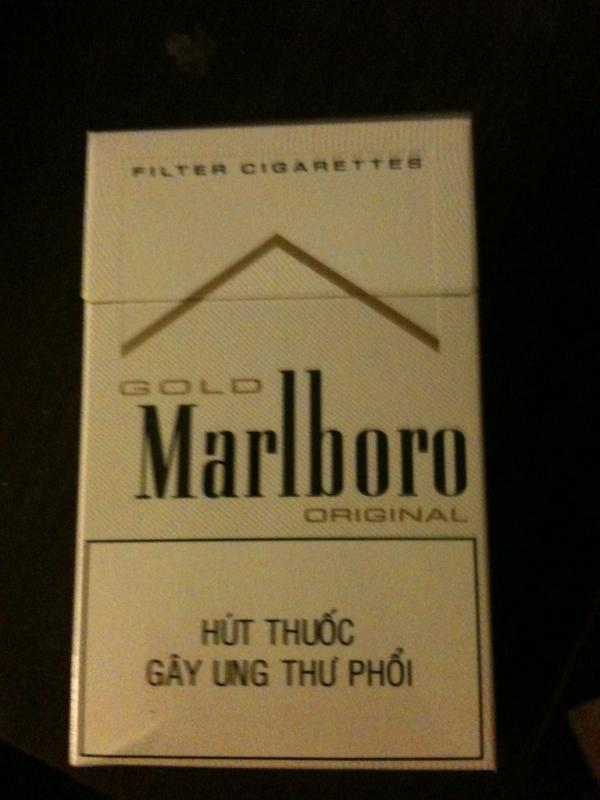 FILTER CIGARETTES
GOLD
Marlboro
ORIGINAL
HÚT THUỐC
GÂY UNG THƯ PHỔI